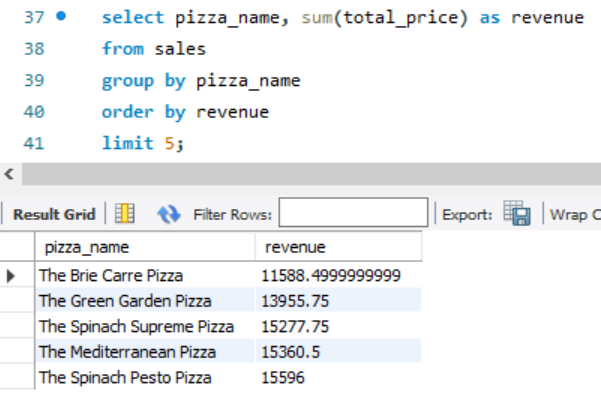 37 select pizza_name, sum(total_price) as revenue
38 from sales
39 group by pizza_name
40 order by revenue
41 limit 5;
Result Grid Filter Rows: Export: Wrap C
pizza_name revenue
The Brie Carre Pizza 11588.4999999999
The Green Garden Pizza 13955.75
The Spinach Supreme Pizza 15277.75
The Mediterranean Pizza 15360.5
The Spinach Pesto Pizza 15596